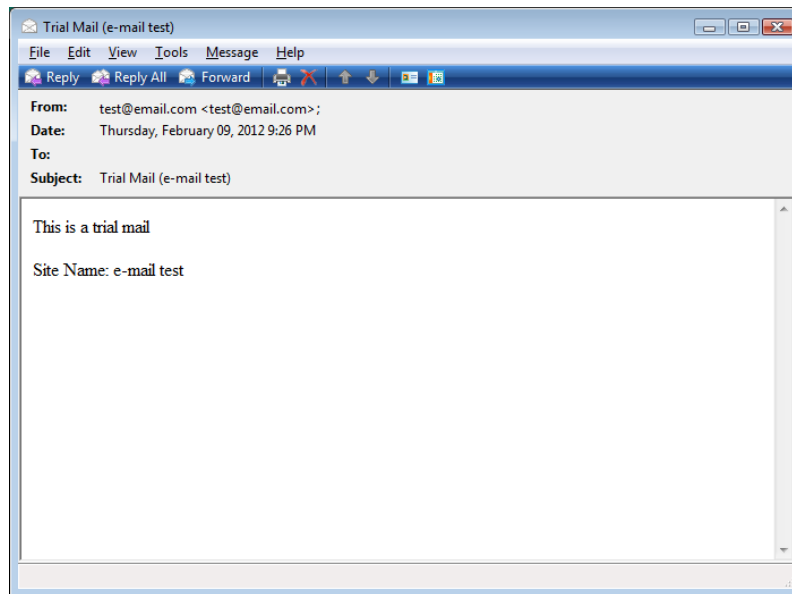 Trial Mail (e-mail test)
File Edit View Tools Message Help
Reply Reply All Forward
From: test@email.com <test@email.com>;
Date: Thursday, February 09, 2012 9:26 PM
To:
Subject: Trial Mail (e-mail test)
This is a trial mail
Site Name: e-mail test